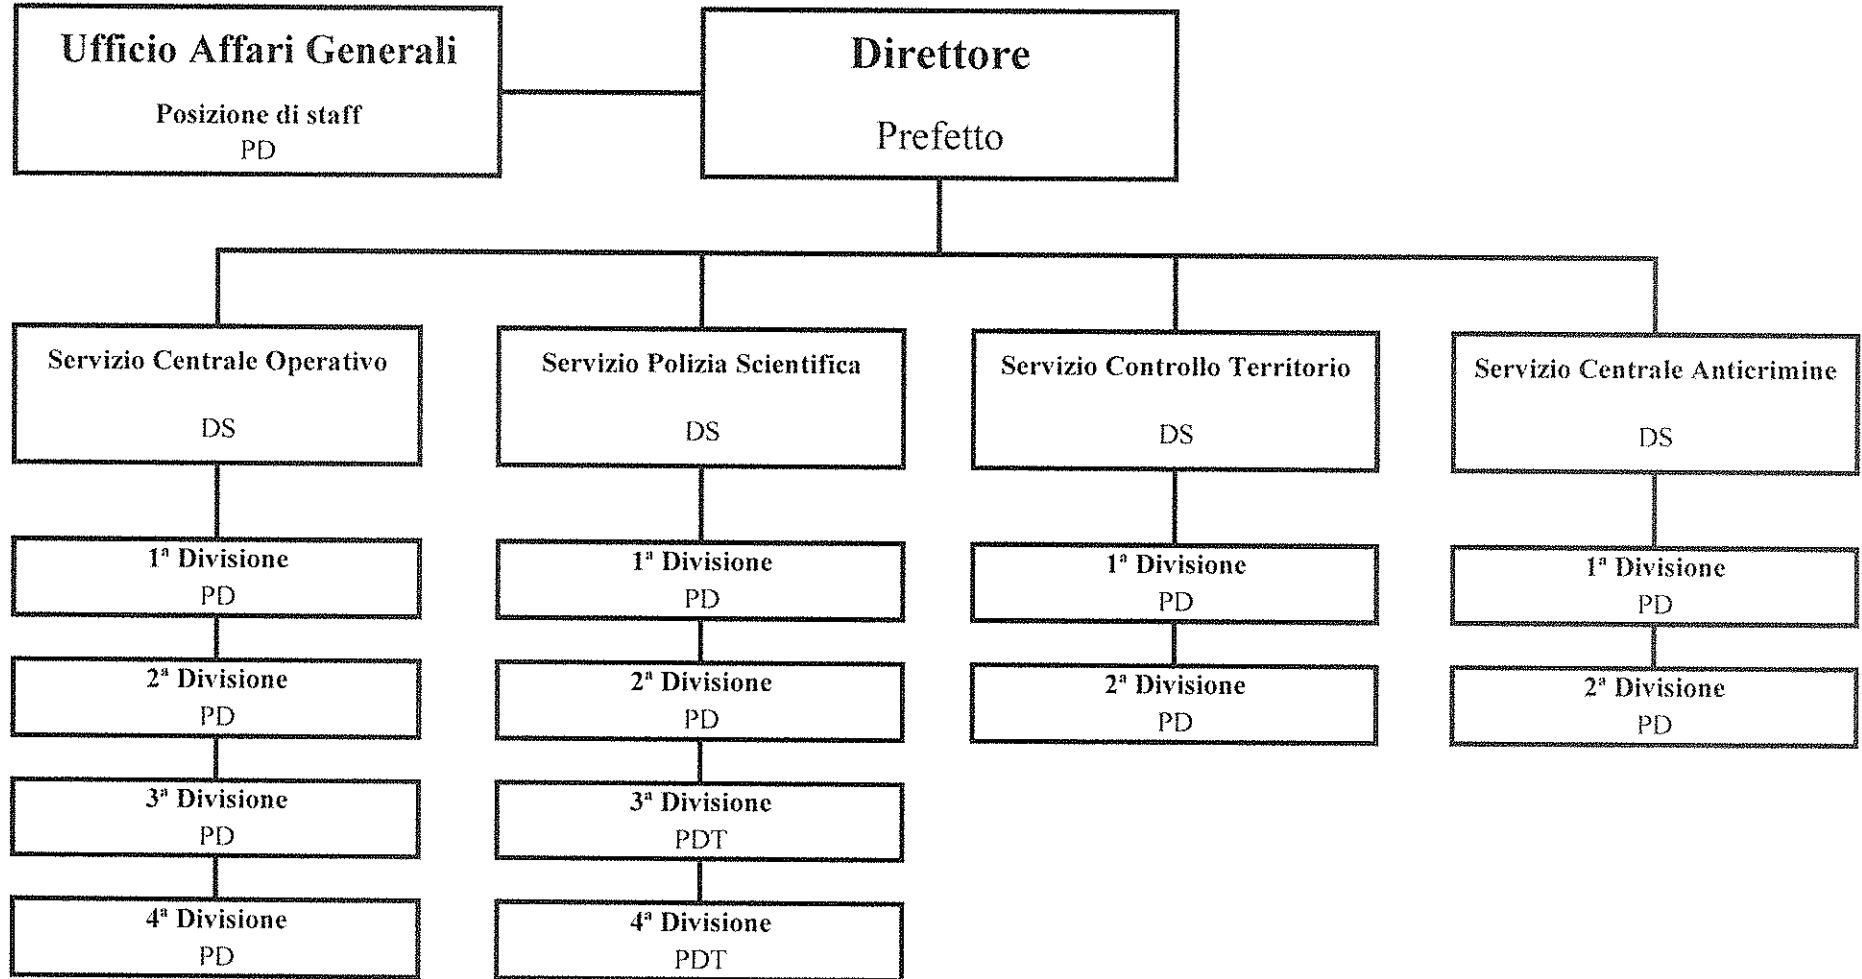 Ufficio Affari Generali
Posizione di staff
PD
Direttore
Prefetto
Servizio Centrale Operativo
DS
1ª Divisione
PD
2ª Divisione
PD
3ª Divisione
PD
4ª Divisione
PD
Servizio Polizia Scientifica
DS
1ª Divisione
PD
2ª Divisione
PD
3ª Divisione
PDT
4ª Divisione
PDT
Servizio Controllo Territorio
DS
1ª Divisione
PD
2ª Divisione
PD
Servizio Centrale Anticrimine
DS
1ª Divisione
PD
2ª Divisione
PD